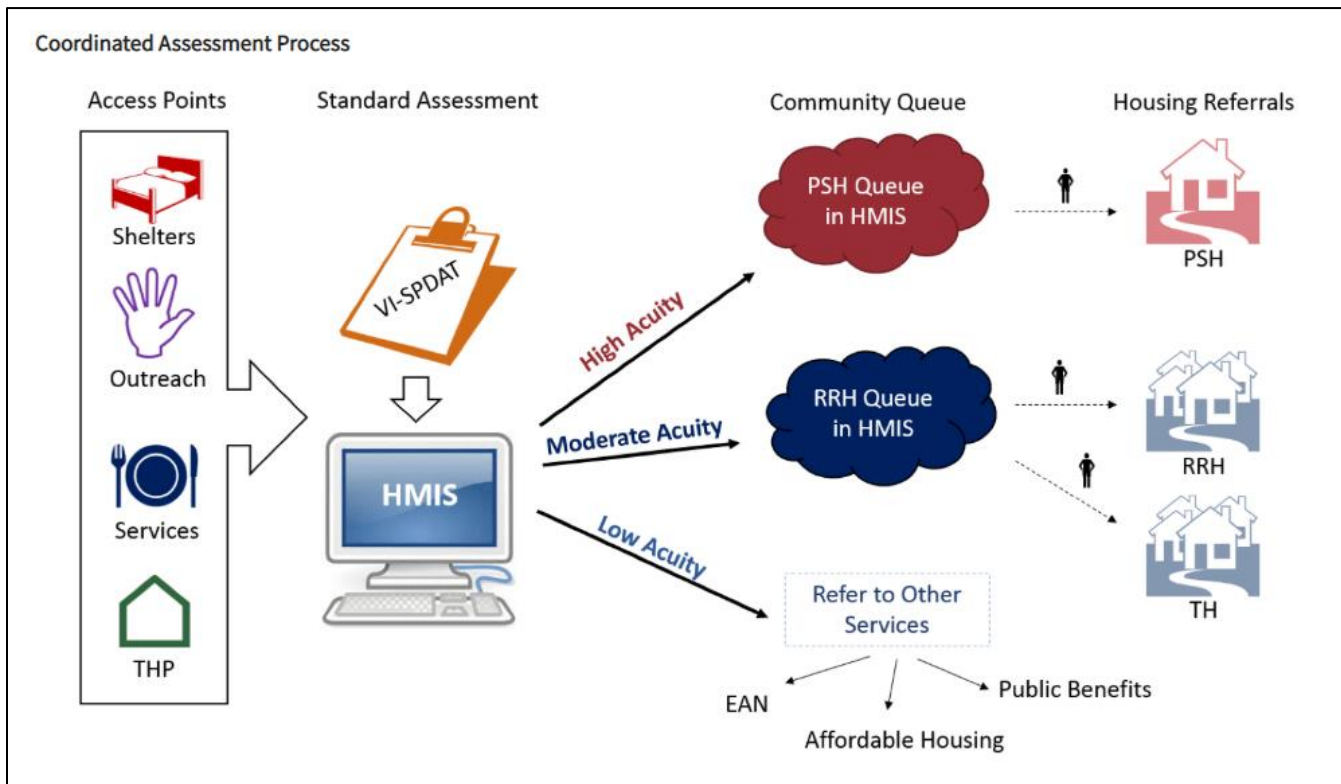 Coordinated Assessment Process
Access Points
Standard Assessment
Community Queue
Housing Referrals
Shelters
Outreach
Services
THP
VI-SPDAT
HMIS
High Acuity
Moderate Acuity
Low Acuity
PSH Queue
in HMIS
RRH Queue
in HMIS
Refer to Other
Services
EAN
Affordable Housing
Public Benefits
PSH
RRH
TH